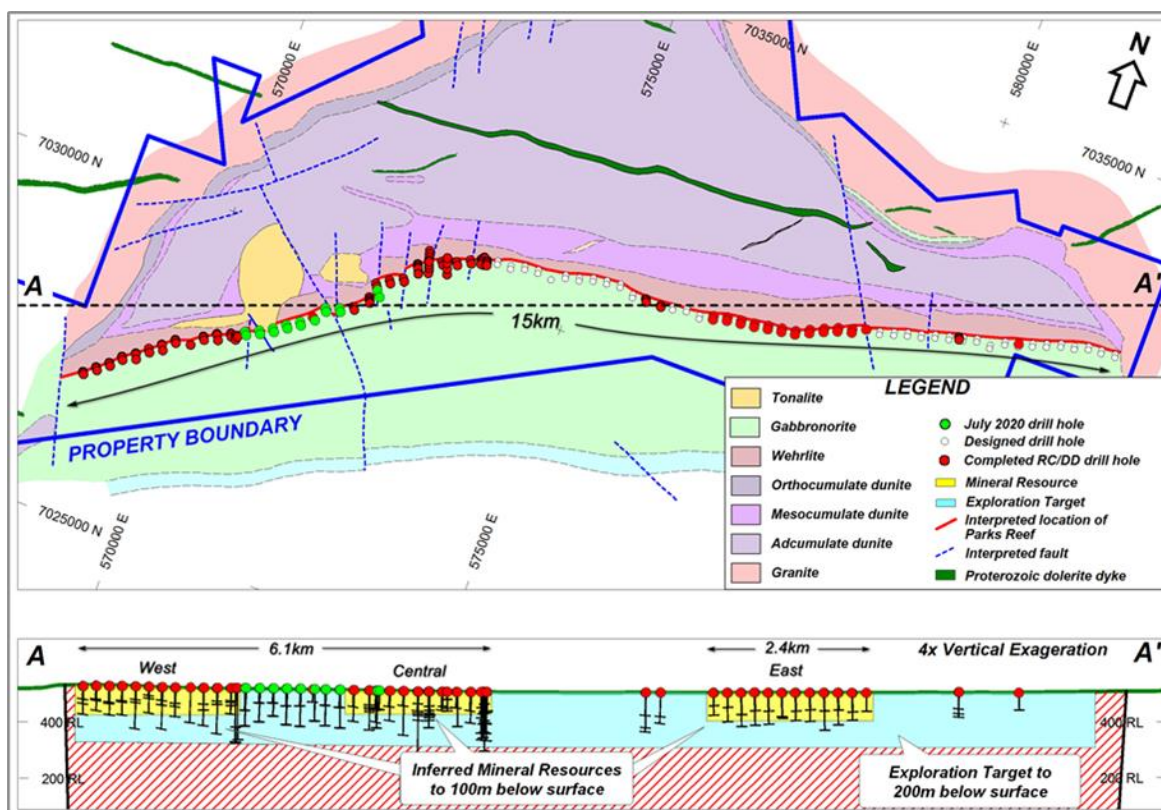 570000 E
575000 E
7035000 N
580000 E
N
7030000 N
7035000 N
A
A'
15km
PROPERTY BOUNDARY
7025000 N
570000 E
575000 E
LEGEND
Tonalite
Gabbronorite
Wehrlite
Orthocumulate dunite
Mesocumulate dunite
Adcumulate dunite
Granite
July 2020 drill hole
Designed drill hole
Completed RC/DD drill hole
Mineral Resource
Exploration Target
Interpreted location of
Parks Reef
Interpreted fault
Proterozoic dolerite dyke
A
6.1km
2.4km
4x Vertical Exageration
A'
West
Central
East
400 RL
400 RL
200 RL
200 RL
Inferred Mineral Resources
to 100m below surface
Exploration Target to
200m below surface